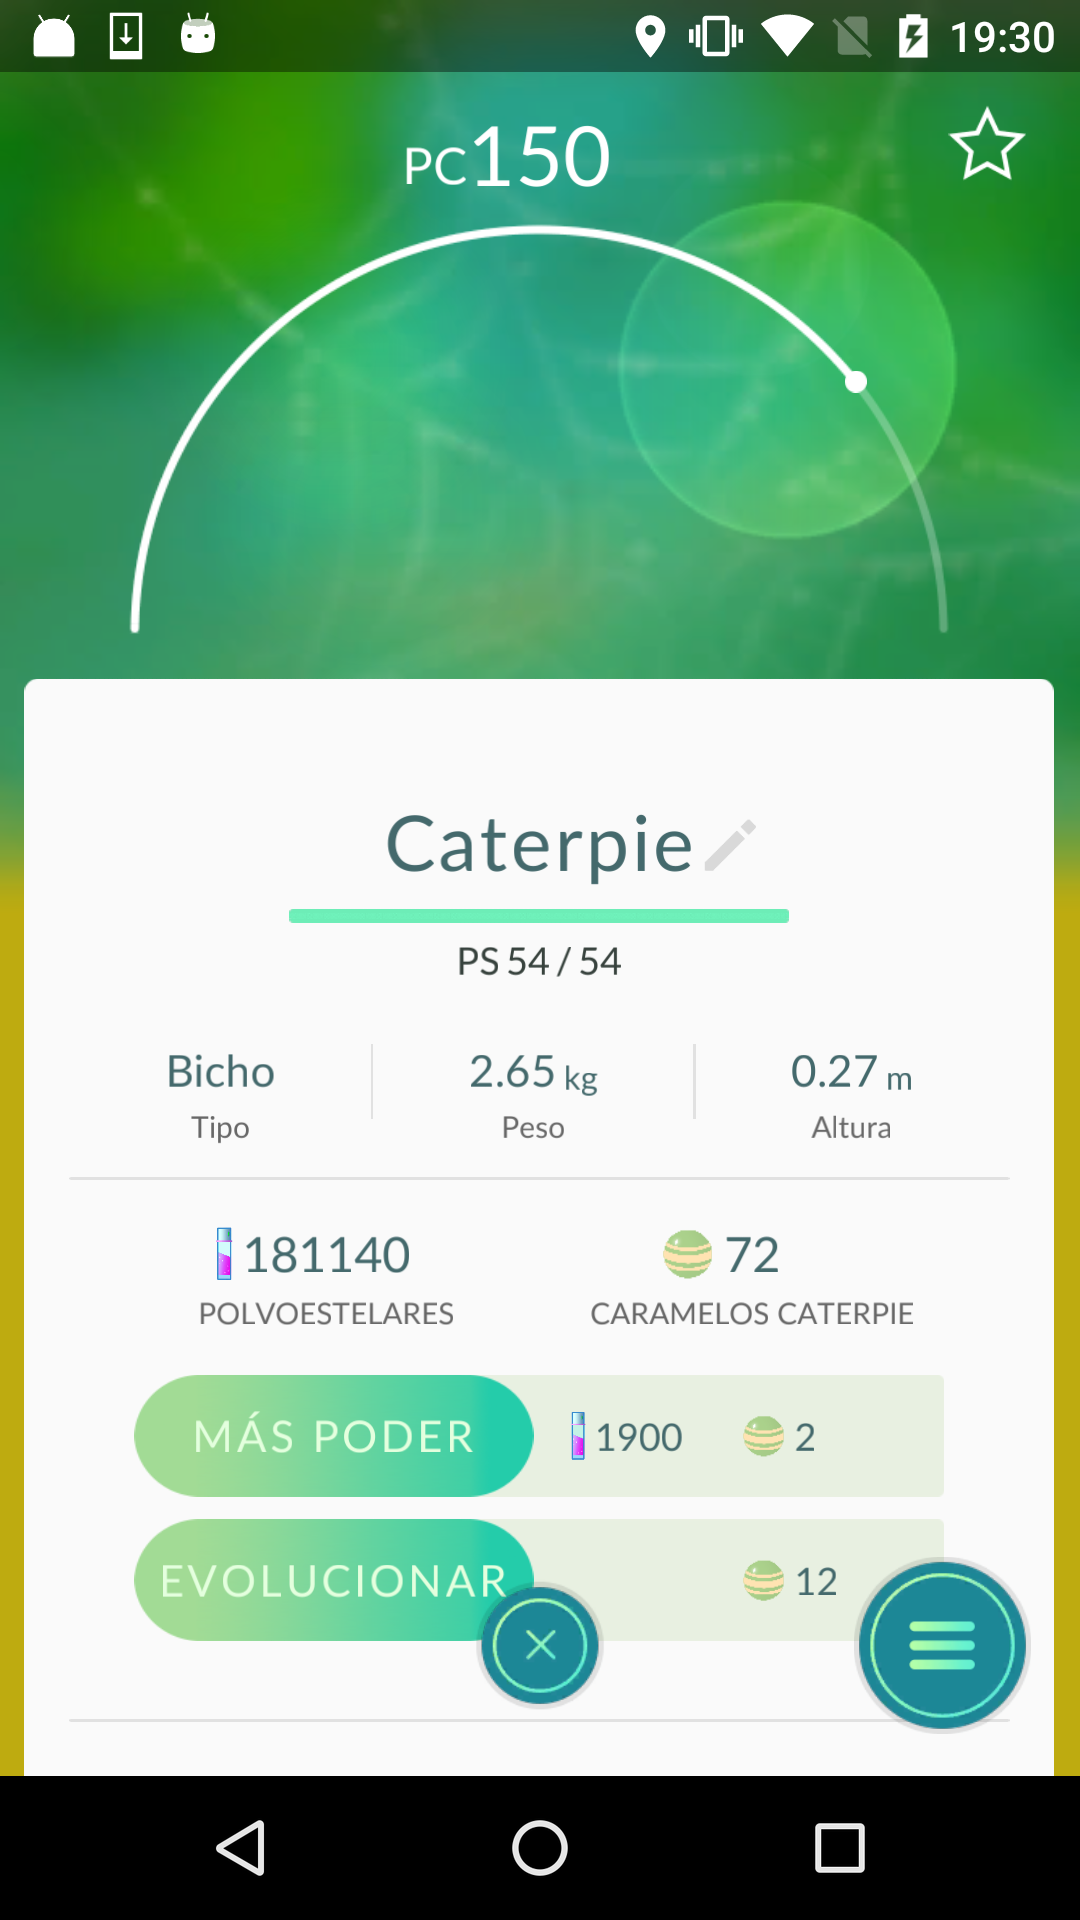 19:30
PC150
Caterpie
PS 54 / 54
Bicho 2.65 kg 0.27 m
Tipo Peso Altura
181140 72
POLVOESTELARES CARAMELOS CATERPIE
MÁS PODER 1900 2
EVOLUCIONAR 12